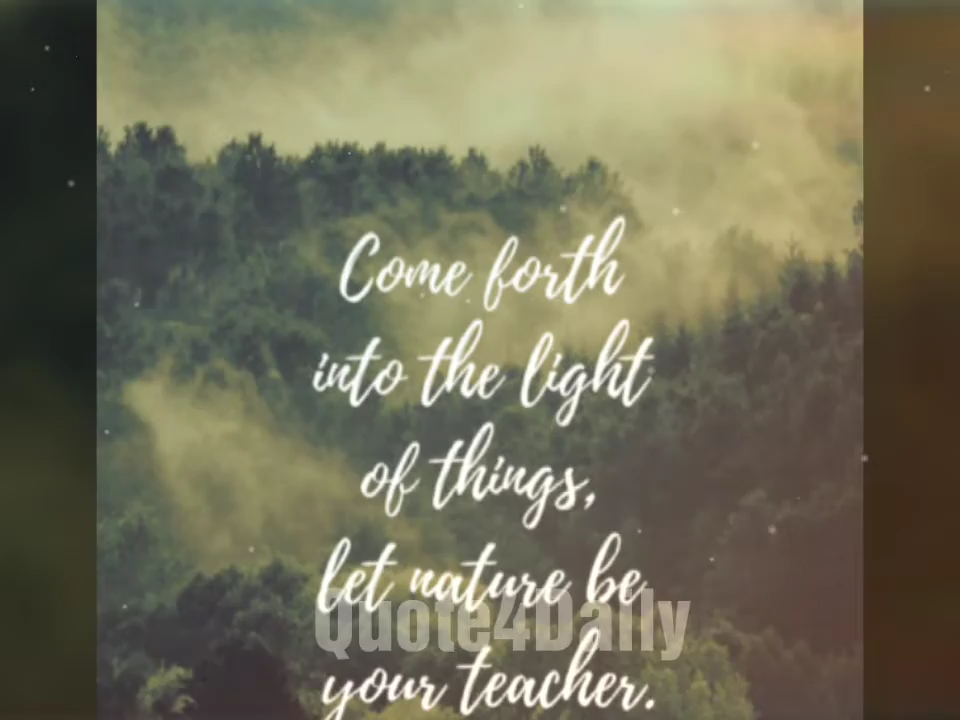 Come forth
into the light
of things,
let nature be
Quote4Daily
your teacher.